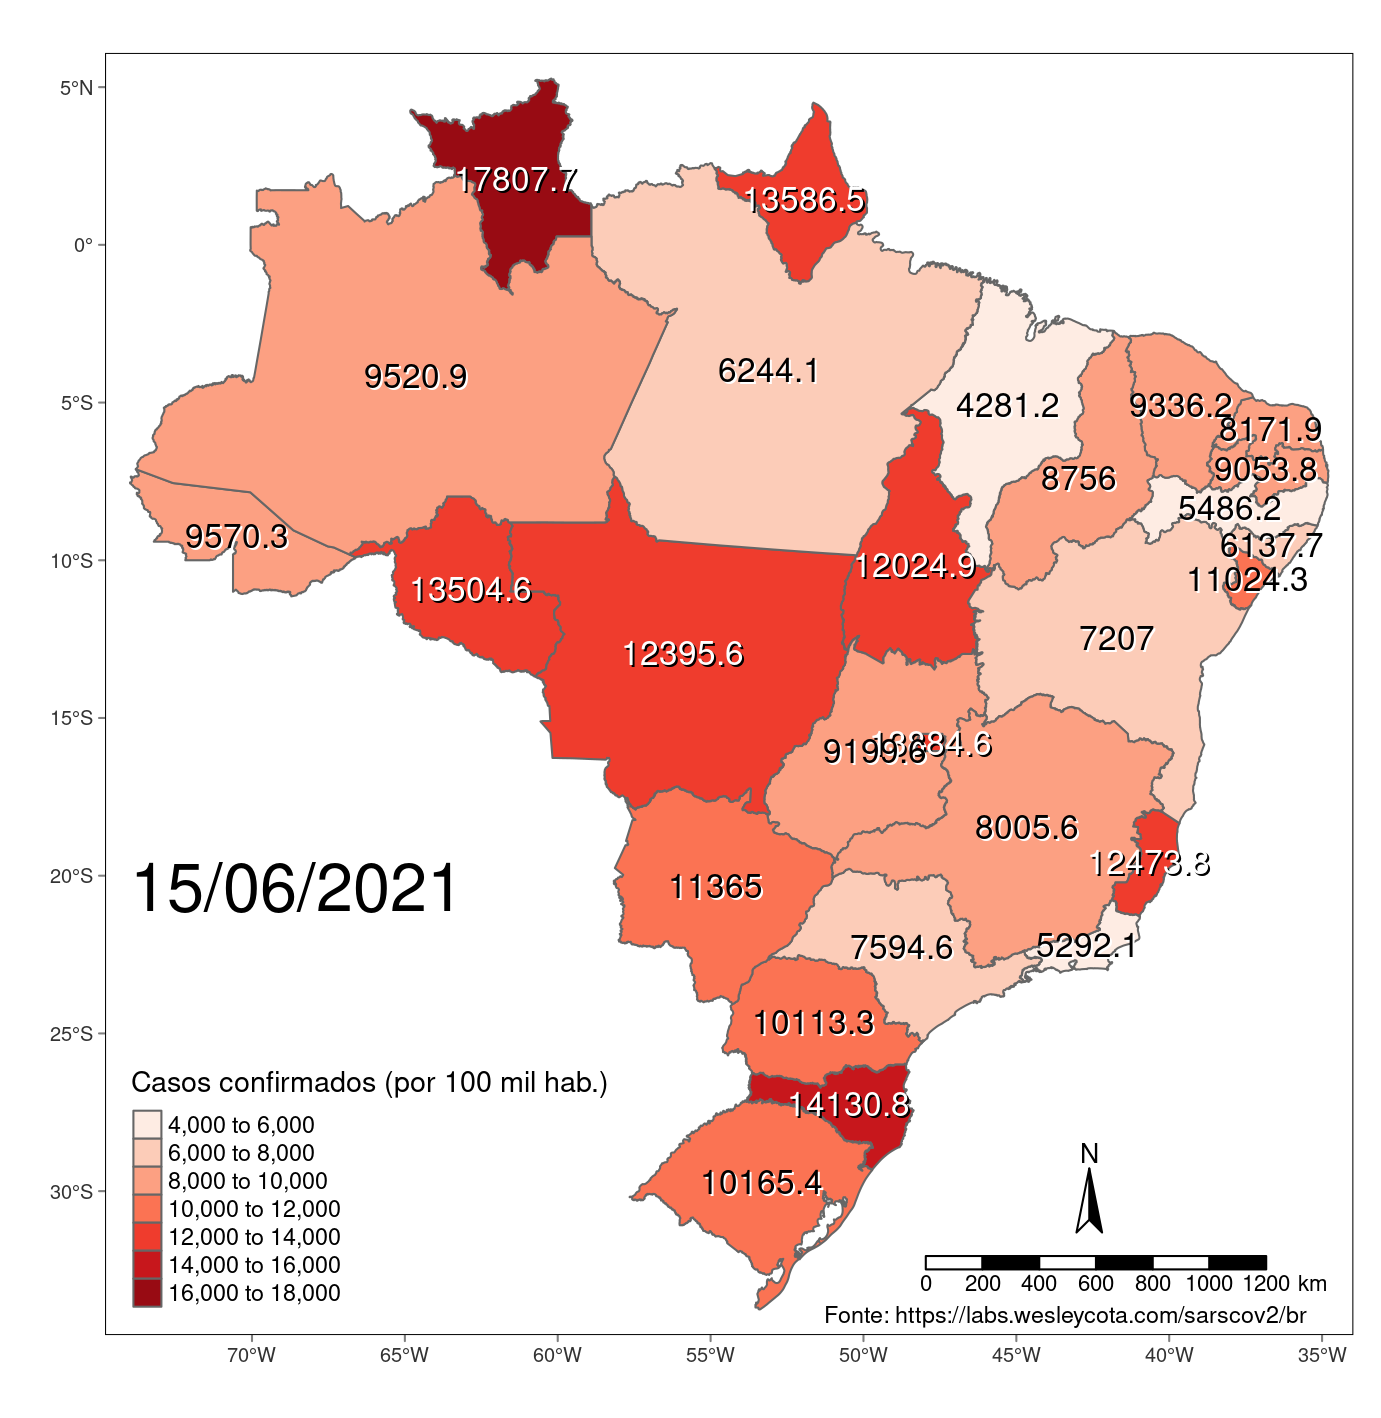 5°N
0°
5°S
10°S
15°S
20°S
25°S
30°S
17807.7
13586.5
9520.9
6244.1
4281.2
9336.2
8171.9
9053.8
8756
5486.2
9570.3
6137.7
12024.9
11024.3
13504.6
12395.6
7207
9199.6
8005.6
12473.8
15/06/2021
11365
7594.6
5292.1
10113.3
Casos confirmados (por 100 mil hab.)
14130.8
4,000 to 6,000
6,000 to 8,000
8,000 to 10,000
10,000 to 12,000
12,000 to 14,000
14,000 to 16,000
16,000 to 18,000
10165.4
N
0 200 400 600 800 1000 1200 km
Fonte: https://labs.wesleycota.com/sarscov2/br
70°W 65°W 60°W 55°W 50°W 45°W 40°W 35°W